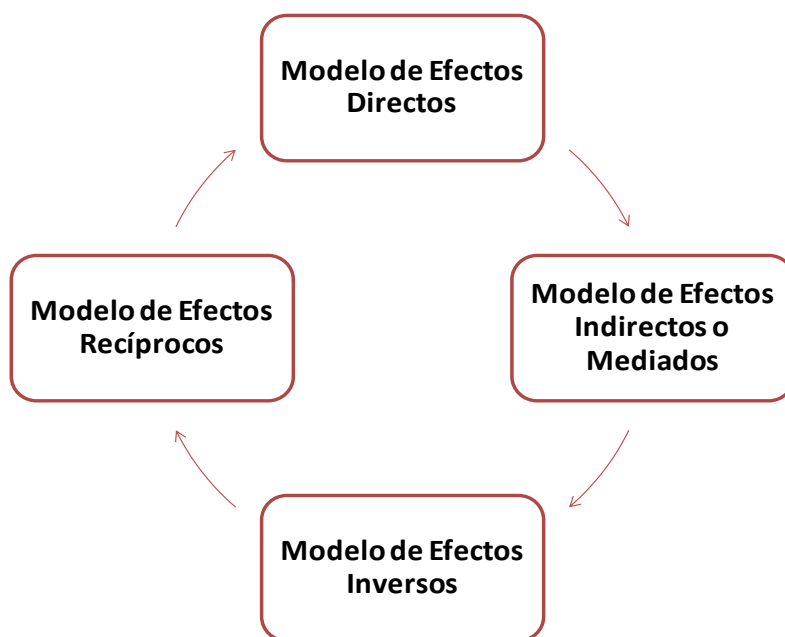 Modelo de Efectos
Directos
Modelo de Efectos
Indirectos o
Mediados
Modelo de Efectos
Inversos
Modelo de Efectos
Recíprocos